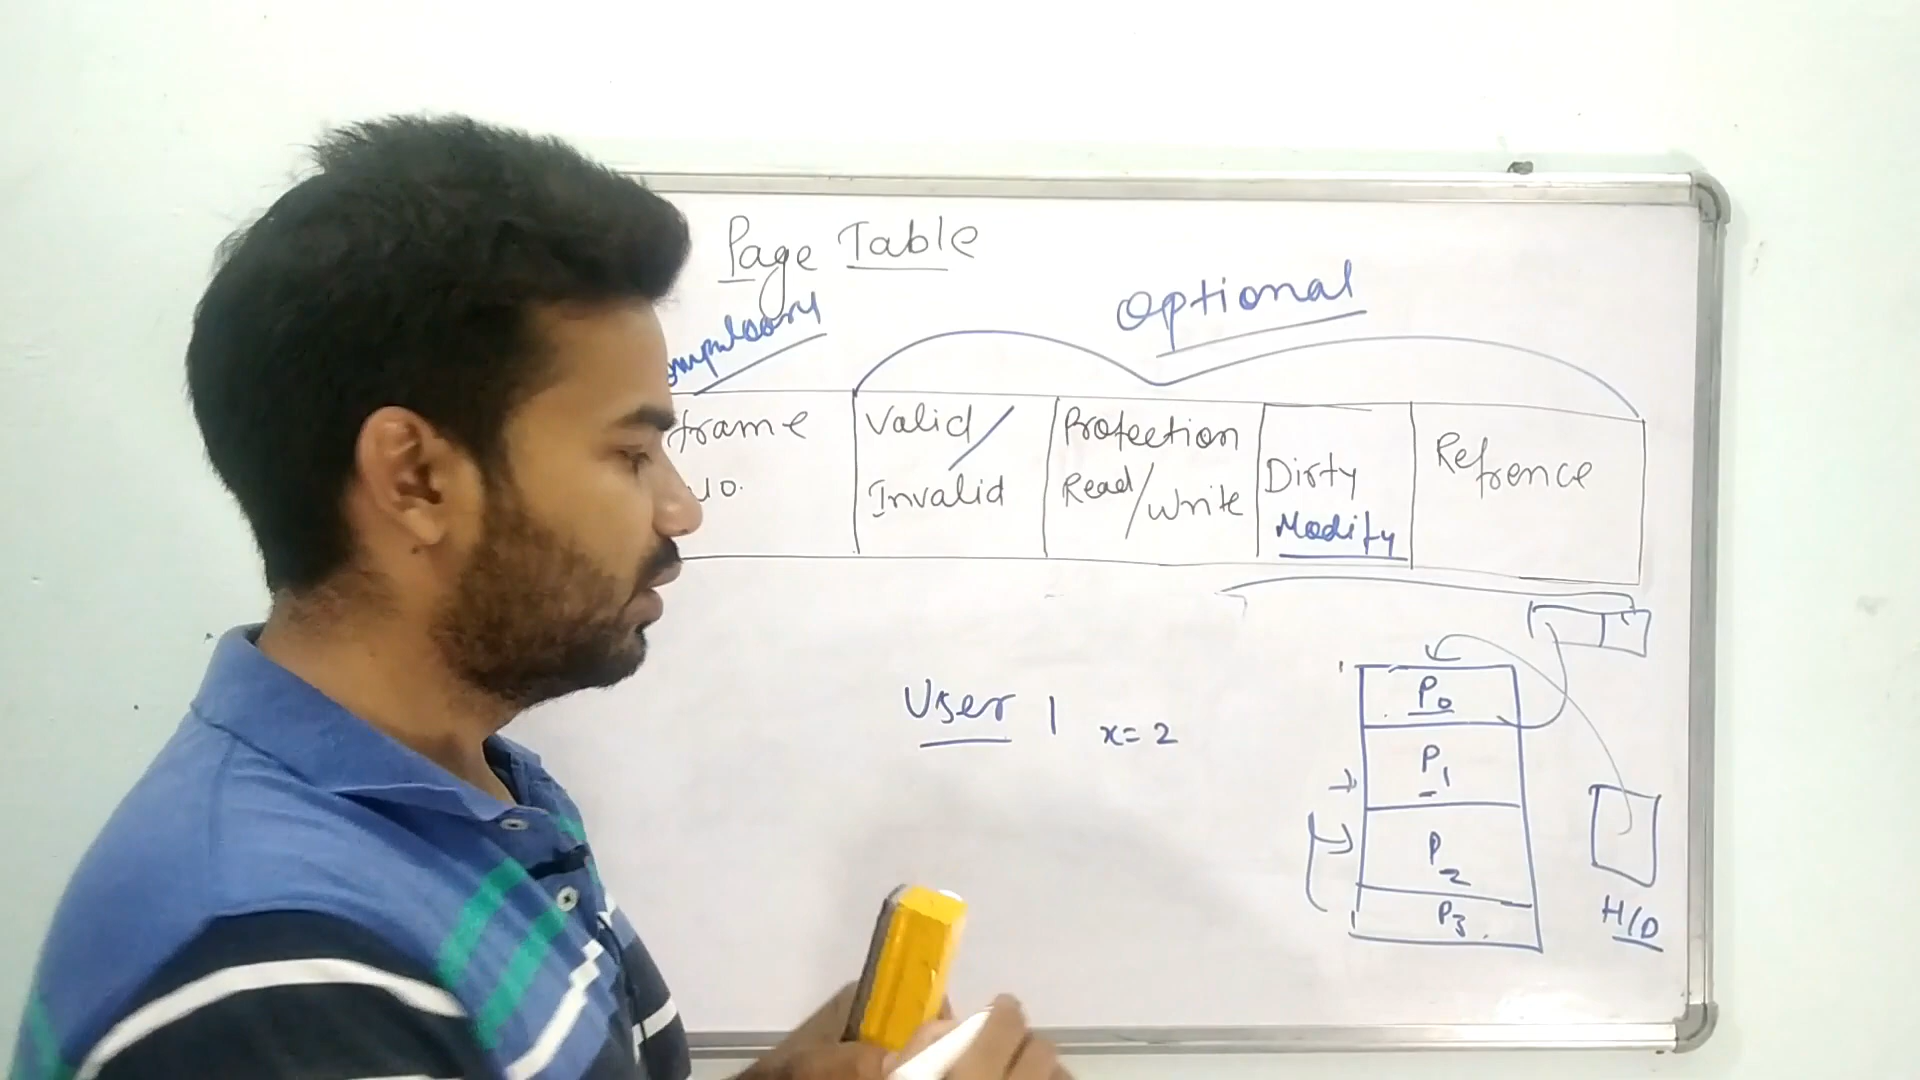 Page Table
ompulsory
Optional
frame
No.
Valid/
Invalid
Protection
Read/Write
Dirty
Modify
Refrence
User 1 x=2
P0
P1
P2
P3
H/D